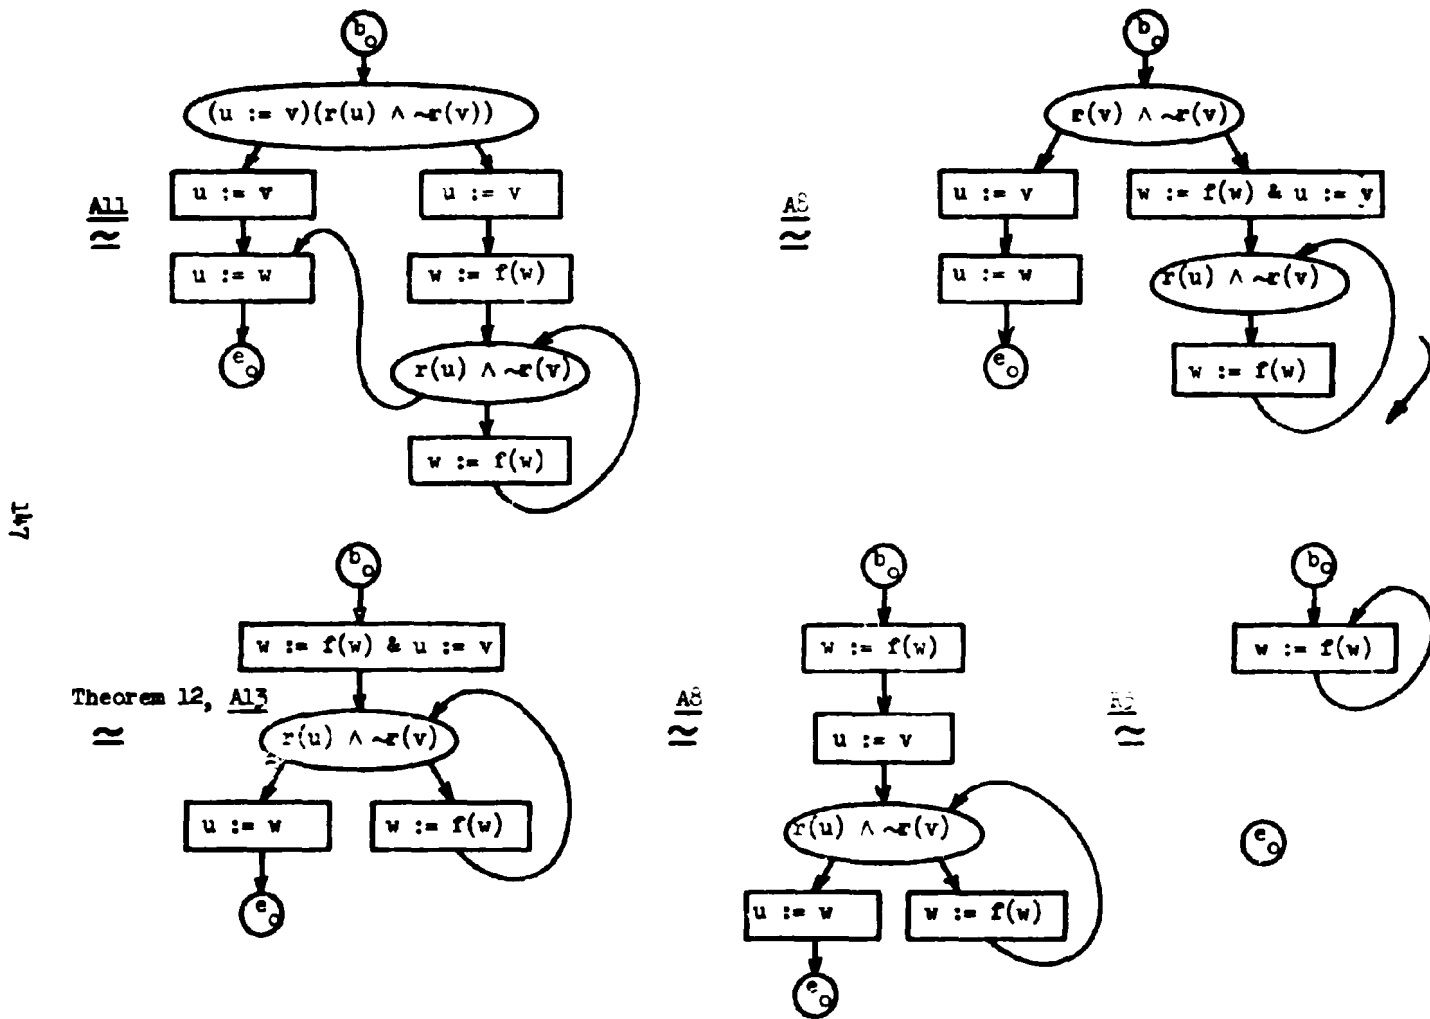 b₀
(u := v)(r(u) ∧ ~r(v))
u := v
u := v
A11
≅
u := w
w := f(w)
e₀
r(u) ∧ ~r(v)
w := f(w)
b₀
r(v) ∧ ~r(v)
A8
≅
u := v
w := f(w) & u := v
u := w
r(u) ∧ ~r(v)
e₀
w := f(w)
147
b₀
w := f(w) & u := v
Theorem 12, A13
≅
r(u) ∧ ~r(v)
u := w
w := f(w)
e₀
b₀
w := f(w)
A8
≅
u := v
r(u) ∧ ~r(v)
u := w
w := f(w)
e₀
b₀
w := f(w)
≅
e₀